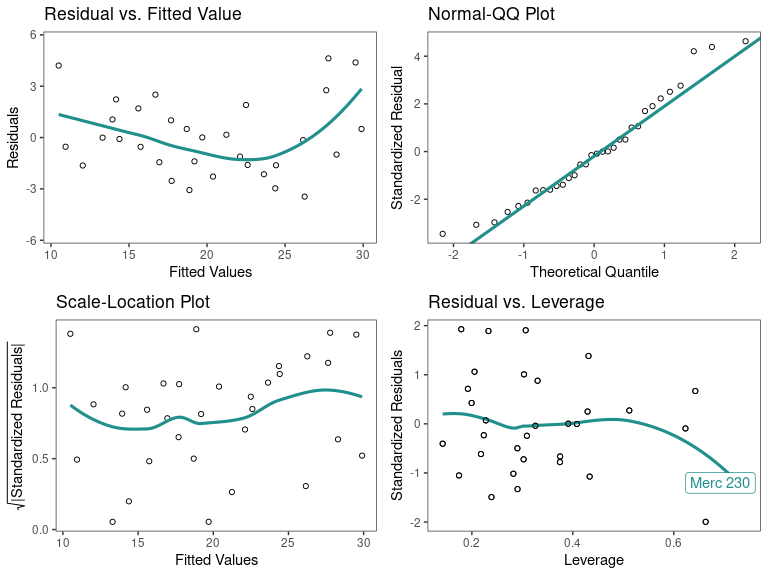 Residual vs. Fitted Value
6
3
0
-3
-6
Residuals
10
15
20
25
30
Fitted Values
Normal-QQ Plot
4
2
0
-2
Standardized Residual
-2
-1
0
1
2
Theoretical Quantile
Scale-Location Plot
1.0
0.5
0.0
√|Standardized Residuals|
10
15
20
25
30
Fitted Values
Residual vs. Leverage
2
1
0
-1
-2
Standardized Residuals
Merc 230
0.2
0.4
0.6
Leverage